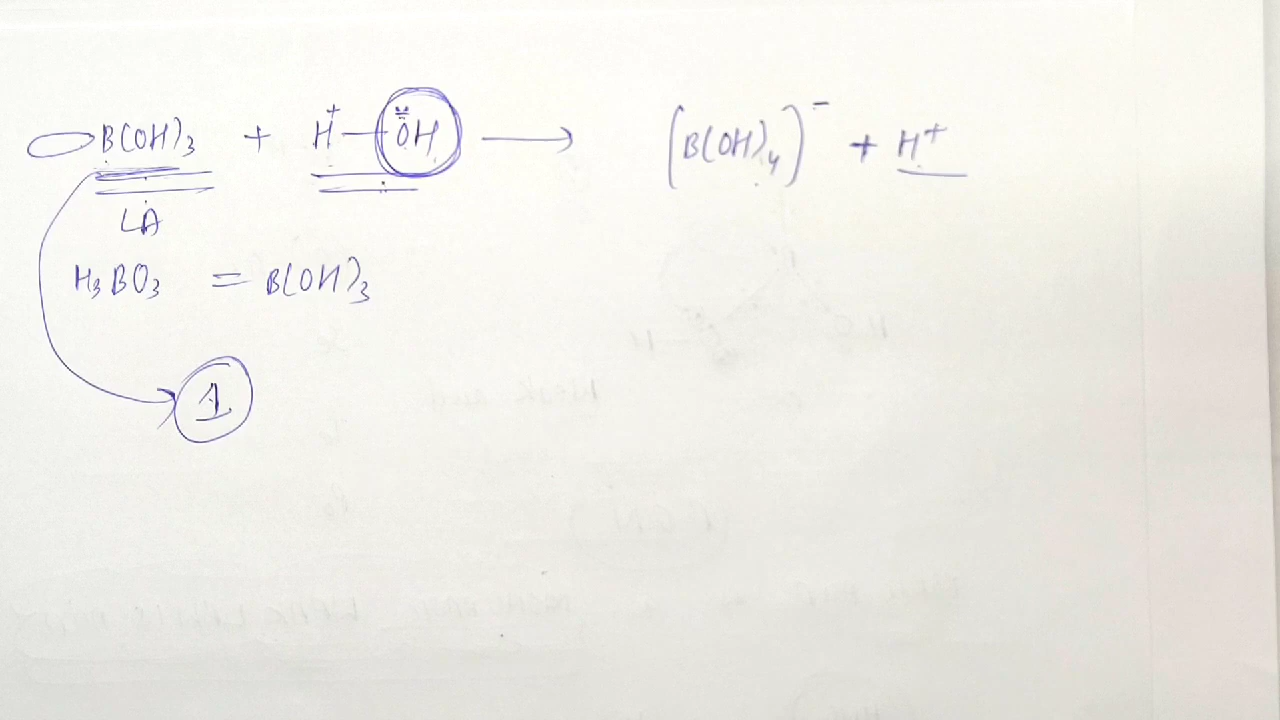 B(OH)₃ + H⁺—ÖH ⟶ [B(OH)₄]⁻ + H⁺
LA
H₃BO₃ = B(OH)₃
1